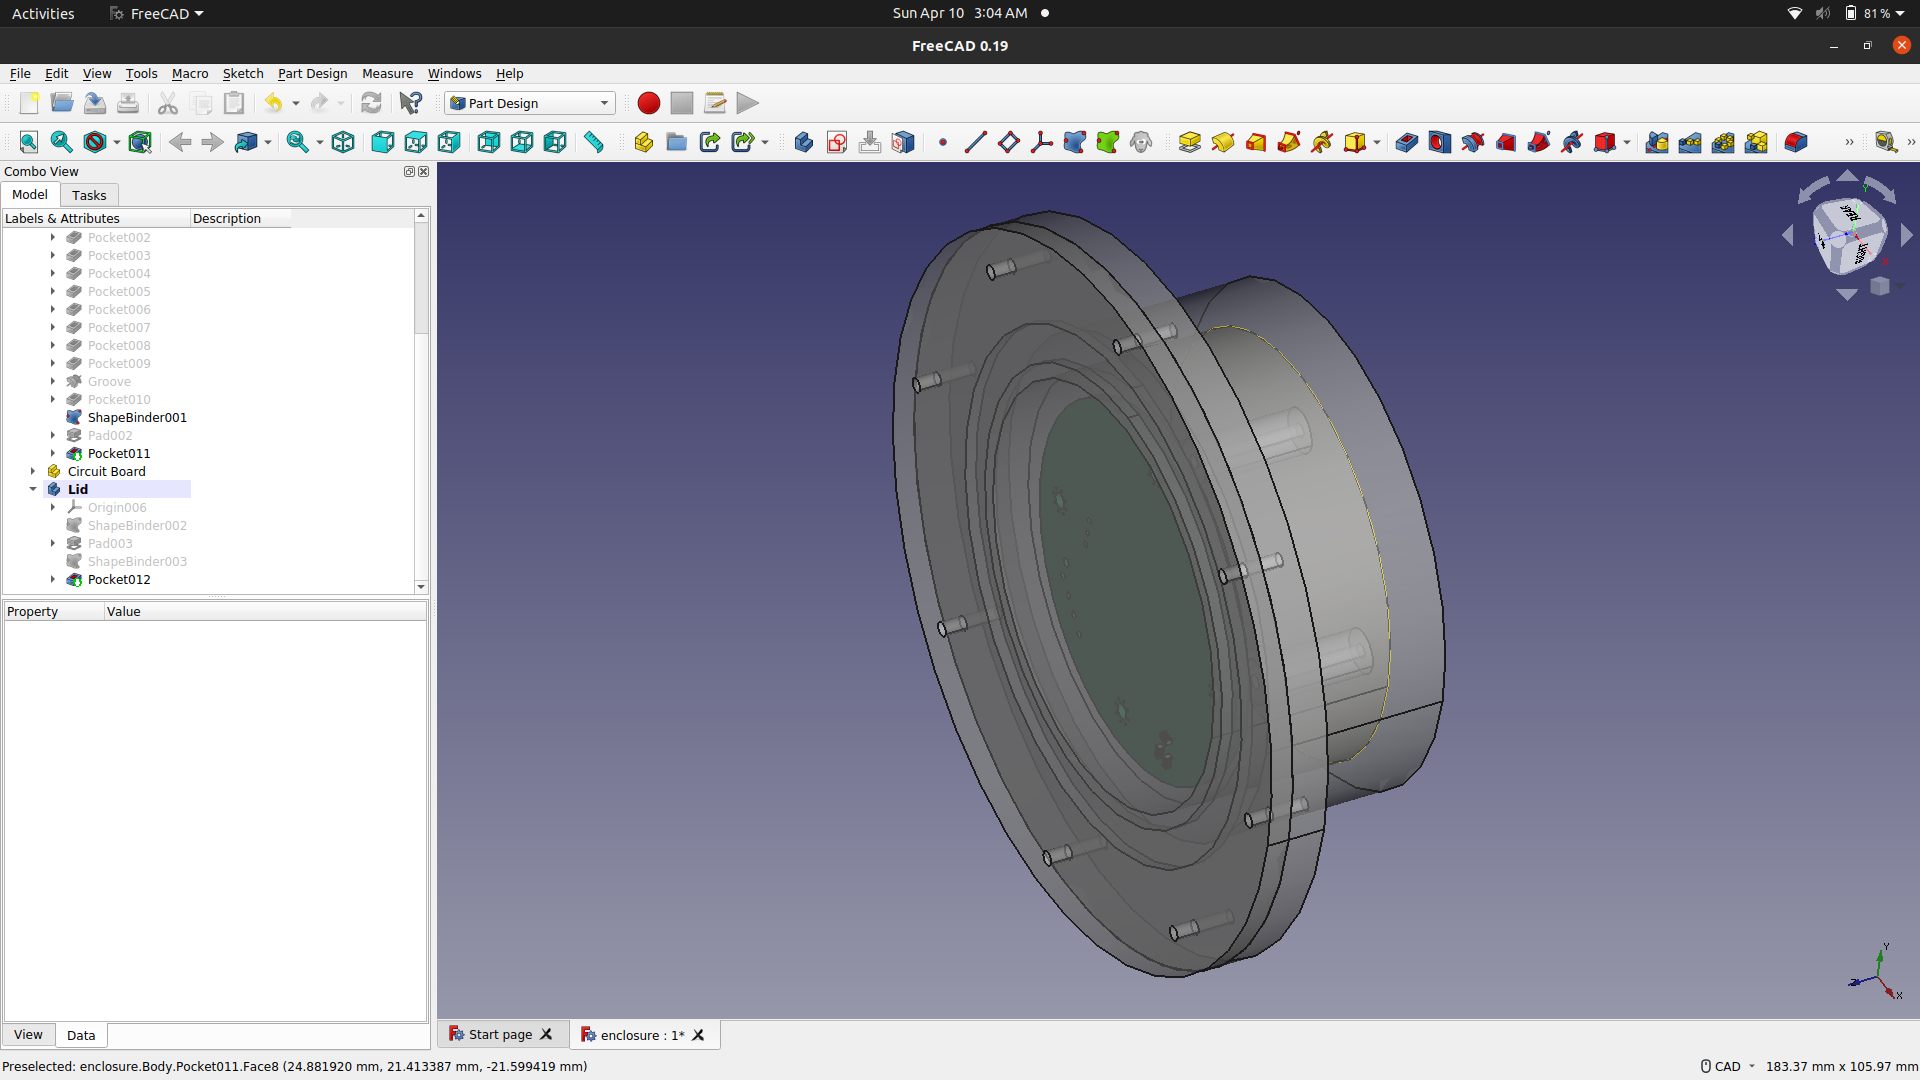 Activities FreeCAD Sun Apr 10 3:04 AM 81 %
FreeCAD 0.19
File Edit View Tools Macro Sketch Part Design Measure Windows Help
Part Design
Combo View
Model Tasks
Labels & Attributes Description
Pocket002
Pocket003
Pocket004
Pocket005
Pocket006
Pocket007
Pocket008
Pocket009
Groove
Pocket010
ShapeBinder001
Pad002
Pocket011
Circuit Board
Lid
Origin006
ShapeBinder002
Pad003
ShapeBinder003
Pocket012
Property Value
REAR
Y
Z
X
View Data
Start page enclosure : 1*
Preselected: enclosure.Body.Pocket011.Face8 (24.881920 mm, 21.413387 mm, -21.599419 mm) CAD 183.37 mm x 105.97 mm